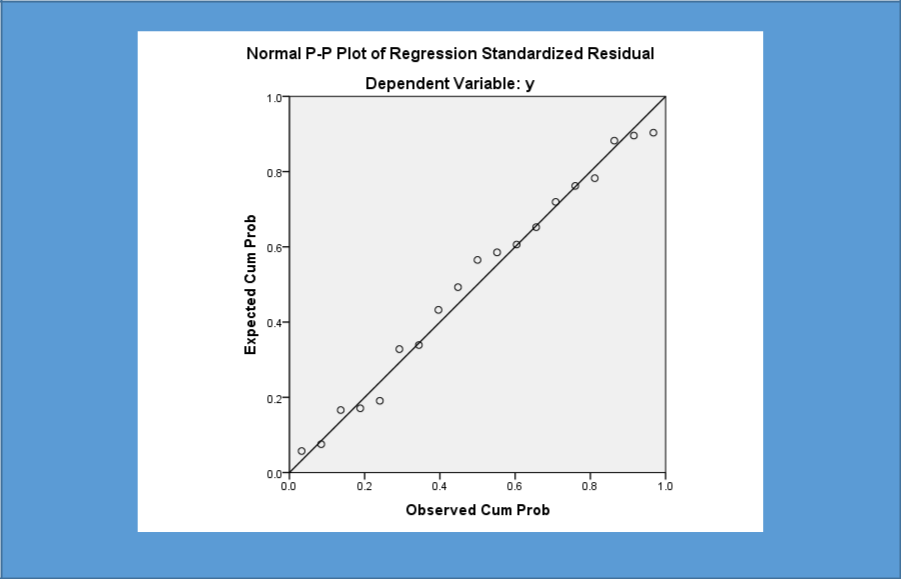 Normal P-P Plot of Regression Standardized Residual
Dependent Variable: y
1.0
0.8
0.6
0.4
0.2
0.0
Expected Cum Prob
0.0 0.2 0.4 0.6 0.8 1.0
Observed Cum Prob